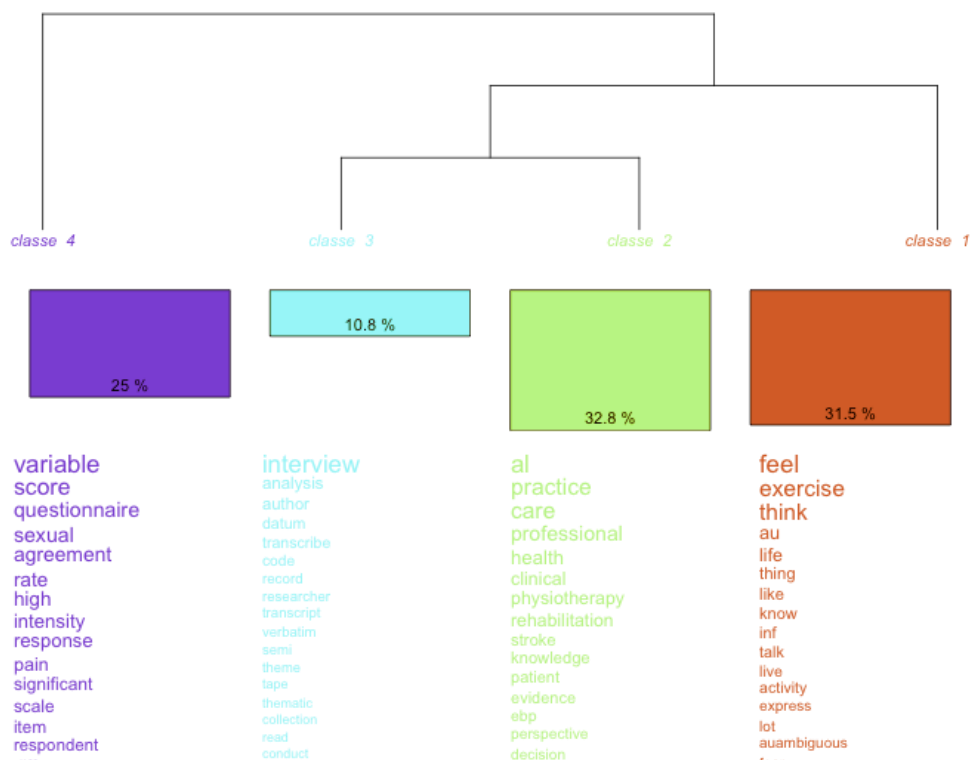 classe 4
classe 3
classe 2
classe 1
25 %
10.8 %
32.8 %
31.5 %
variable
score
questionnaire
sexual
agreement
rate
high
intensity
response
pain
significant
scale
item
respondent
interview
analysis
author
datum
transcribe
code
record
researcher
transcript
verbatim
semi
theme
tape
thematic
collection
read
conduct
al
practice
care
professional
health
clinical
physiotherapy
rehabilitation
stroke
knowledge
patient
evidence
ebp
perspective
decision
feel
exercise
think
au
life
thing
like
know
inf
talk
live
activity
express
lot
auambiguous